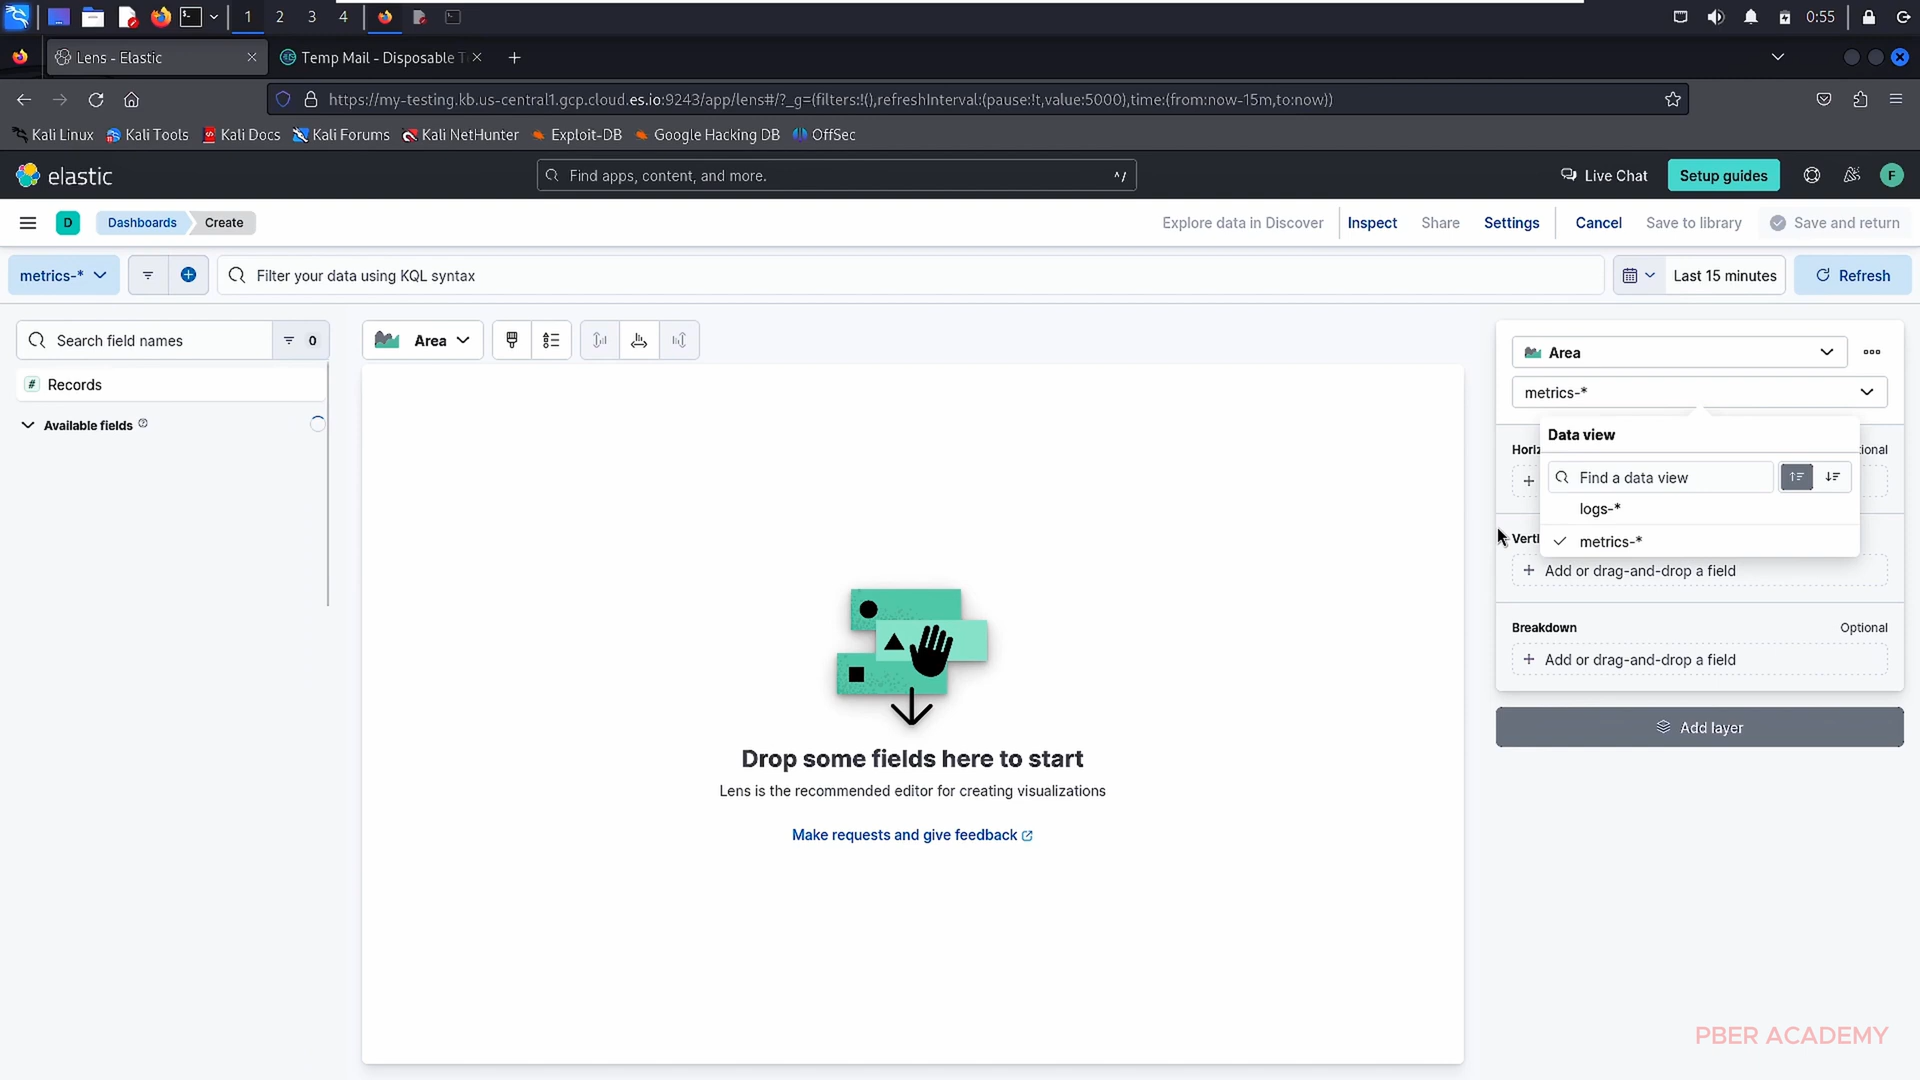 1 2 3 4 0:55
Lens - Elastic Temp Mail - Disposable T
https://my-testing.kb.us-central1.gcp.cloud.es.io:9243/app/lens#/?_g=(filters:!(),refreshInterval:(pause:!t,value:5000),time:(from:now-15m,to:now))
Kali Linux Kali Tools Kali Docs Kali Forums Kali NetHunter Exploit-DB Google Hacking DB OffSec
elastic Find apps, content, and more. ^/ Live Chat Setup guides F
D Dashboards Create Explore data in Discover Inspect Share Settings Cancel Save to library Save and return
metrics-* Filter your data using KQL syntax Last 15 minutes Refresh
Search field names 0 Area
Records
Available fields
Area
metrics-*
Data view
Find a data view
logs-*
metrics-*
Horiz tional
Verti
Add or drag-and-drop a field
Breakdown Optional
Add or drag-and-drop a field
Add layer
Drop some fields here to start
Lens is the recommended editor for creating visualizations
Make requests and give feedback
PBER ACADEMY